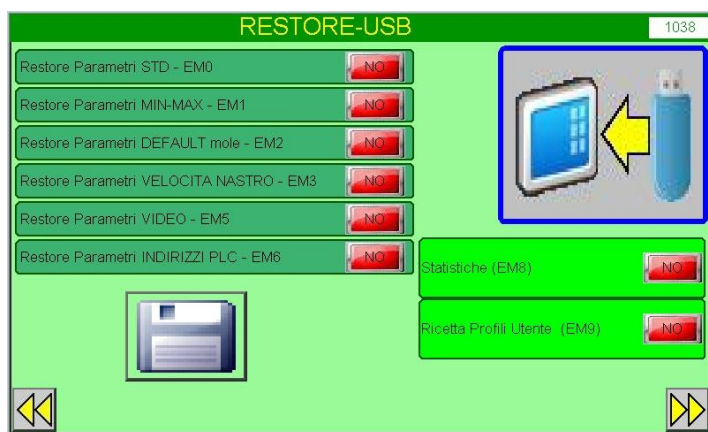 RESTORE-USB
1038
Restore Parametri STD - EM0
NO
Restore Parametri MIN-MAX - EM1
NO
Restore Parametri DEFAULT mole - EM2
NO
Restore Parametri VELOCITA NASTRO - EM3
NO
Restore Parametri VIDEO - EM5
NO
Restore Parametri INDIRIZZI PLC - EM6
NO
Statistiche (EM8)
NO
Ricetta Profili Utente (EM9)
NO